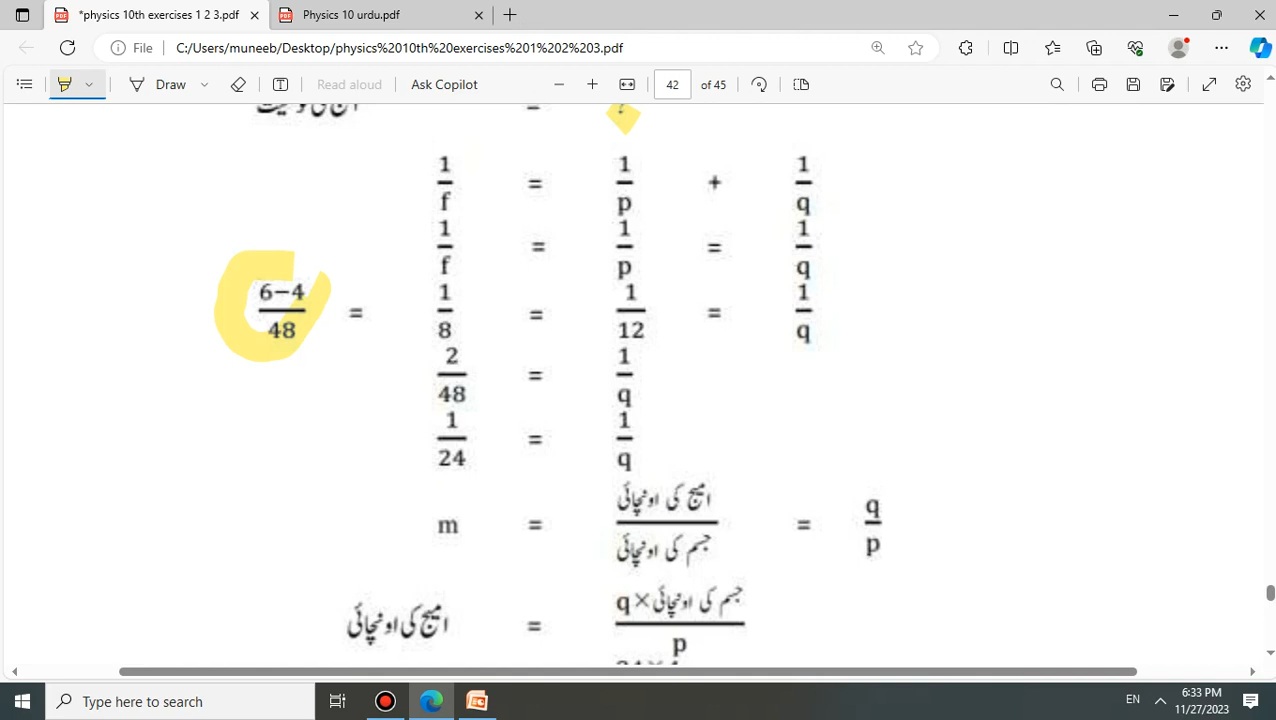 *physics 10th exercises 1 2 3.pdf
Physics 10 urdu.pdf
File C:/Users/muneeb/Desktop/physics%2010th%20exercises%201%202%203.pdf
Draw Read aloud Ask Copilot 42 of 45
= ?
1/f = 1/p + 1/q
1/f = 1/p = 1/q
6−4/48 = 1/8 = 1/12 = 1/q
2/48 = 1/q
1/24 = 1/q
m = امیج کی اونچائی / جسم کی اونچائی = q/p
امیج کی اونچائی = q×جسم کی اونچائی / p
24×4
Type here to search
EN 6:33 PM
11/27/2023